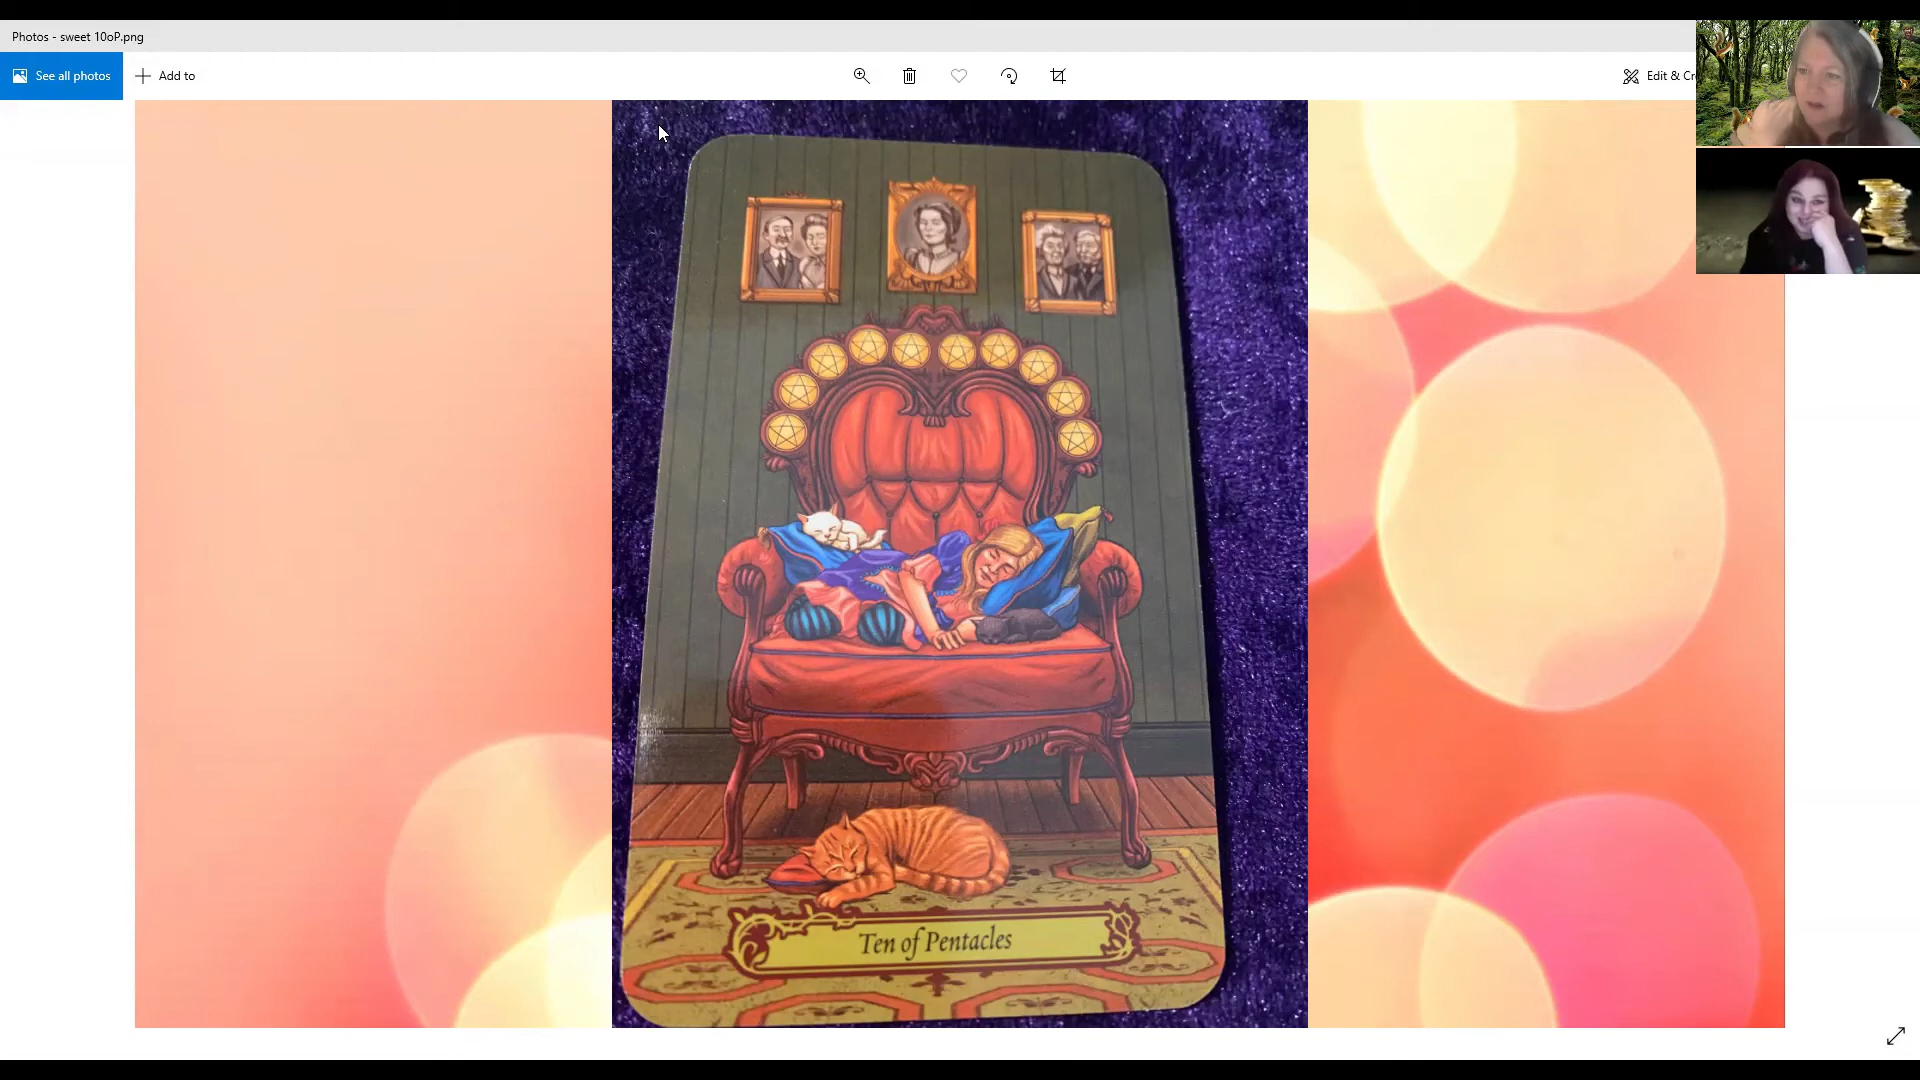 Photos - sweet 10oP.png
See all photos
Add to
Edit & Cr
Ten of Pentacles